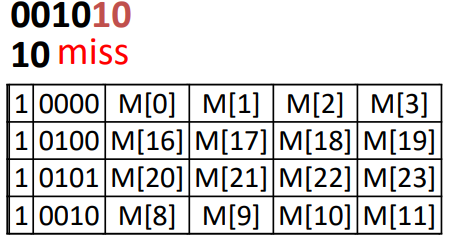 001010
10 miss
1 0000 M[0] M[1] M[2] M[3]
1 0100 M[16] M[17] M[18] M[19]
1 0101 M[20] M[21] M[22] M[23]
1 0010 M[8] M[9] M[10] M[11]